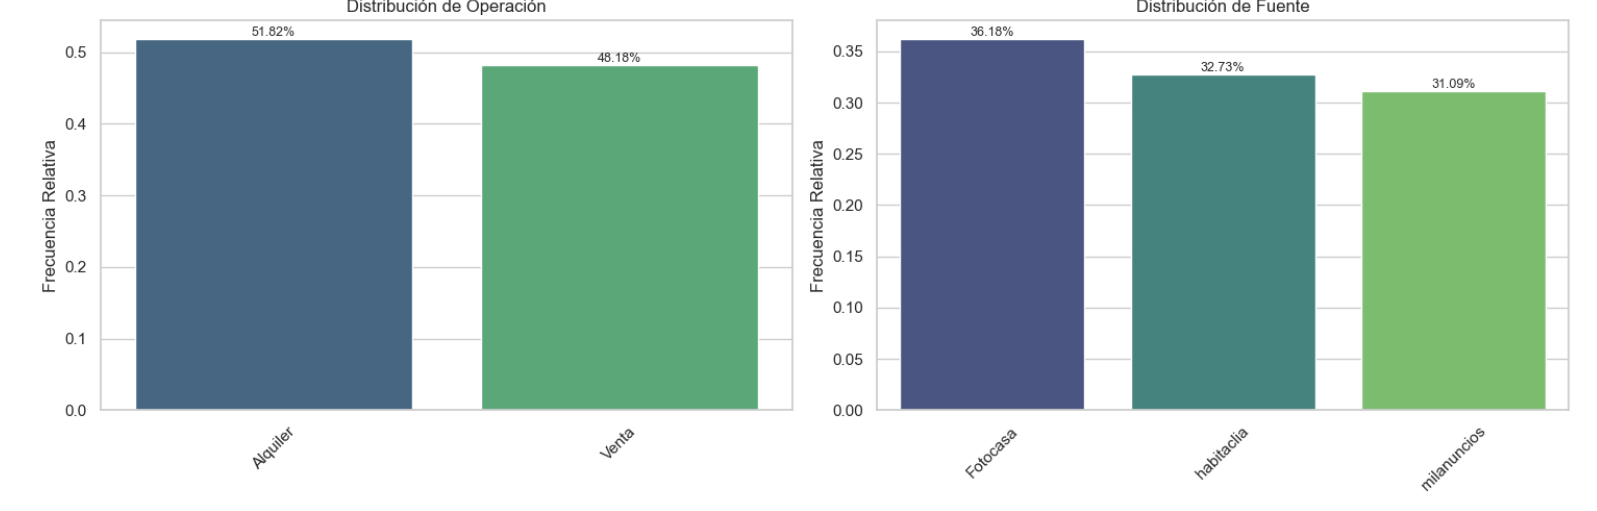 Distribución de Operación
51.82%
48.18%
0.5
0.4
0.3
0.2
0.1
0.0
Frecuencia Relativa
Alquiler
Venta
Distribución de Fuente
36.18%
32.73%
31.09%
0.35
0.30
0.25
0.20
0.15
0.10
0.05
0.00
Frecuencia Relativa
Fotocasa
habitaclia
milanuncios